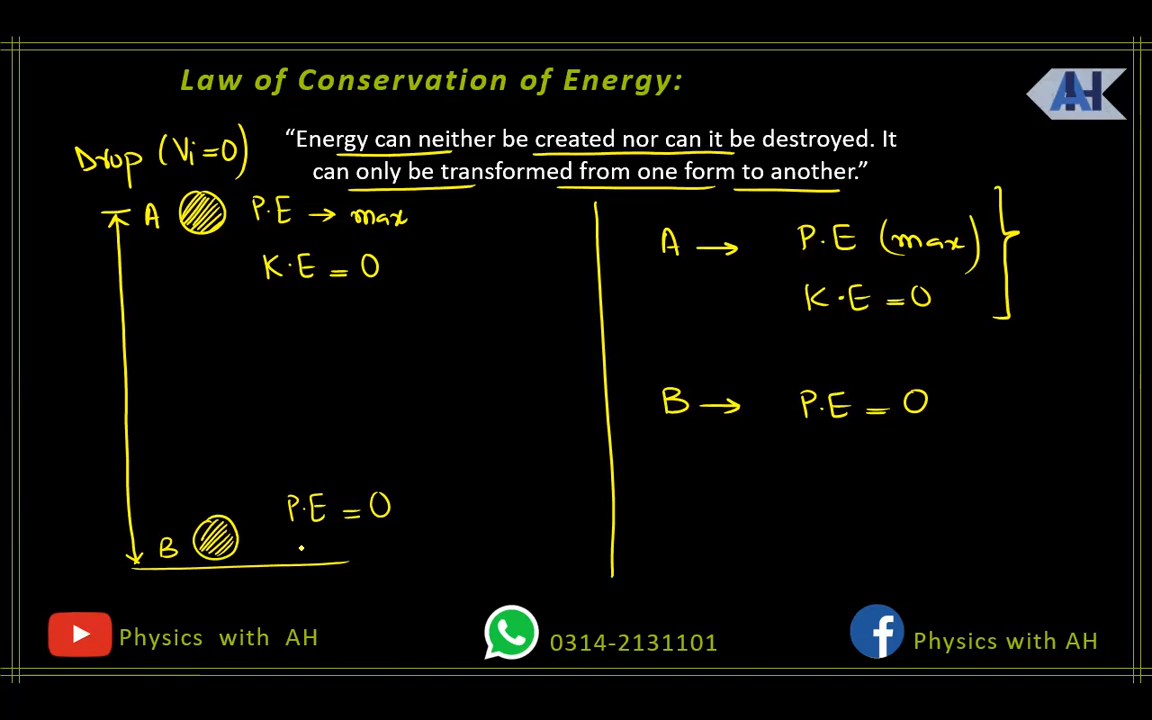 Law of Conservation of Energy:
AH
Drop (Vi=0)
“Energy can neither be created nor can it be destroyed. It
can only be transformed from one form to another.”
A P.E → max
K.E = 0
A → P.E (max)
K.E = 0
B → P.E = 0
P.E = 0
B
Physics with AH
0314-2131101
Physics with AH